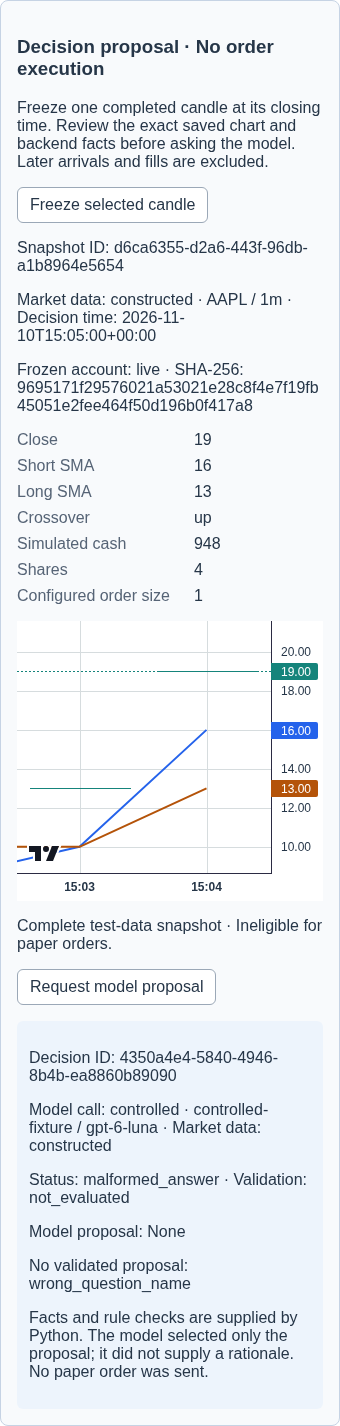 Decision proposal · No order
execution
Freeze one completed candle at its closing
time. Review the exact saved chart and
backend facts before asking the model.
Later arrivals and fills are excluded.
Freeze selected candle
Snapshot ID: d6ca6355-d2a6-443f-96db-
a1b8964e5654
Market data: constructed · AAPL / 1m ·
Decision time: 2026-11-
10T15:05:00+00:00
Frozen account: live · SHA-256:
9695171f29576021a53021e28c8f4e7f19fb
45051e2fee464f50d196b0f417a8
Close 19
Short SMA 16
Long SMA 13
Crossover up
Simulated cash 948
Shares 4
Configured order size 1
20.00
19.00
18.00
16.00
14.00
13.00
12.00
10.00
15:03 15:04
Complete test-data snapshot · Ineligible for
paper orders.
Request model proposal
Decision ID: 4350a4e4-5840-4946-
8b4b-ea8860b89090
Model call: controlled · controlled-
fixture / gpt-6-luna · Market data:
constructed
Status: malformed_answer · Validation:
not_evaluated
Model proposal: None
No validated proposal:
wrong_question_name
Facts and rule checks are supplied by
Python. The model selected only the
proposal; it did not supply a rationale.
No paper order was sent.